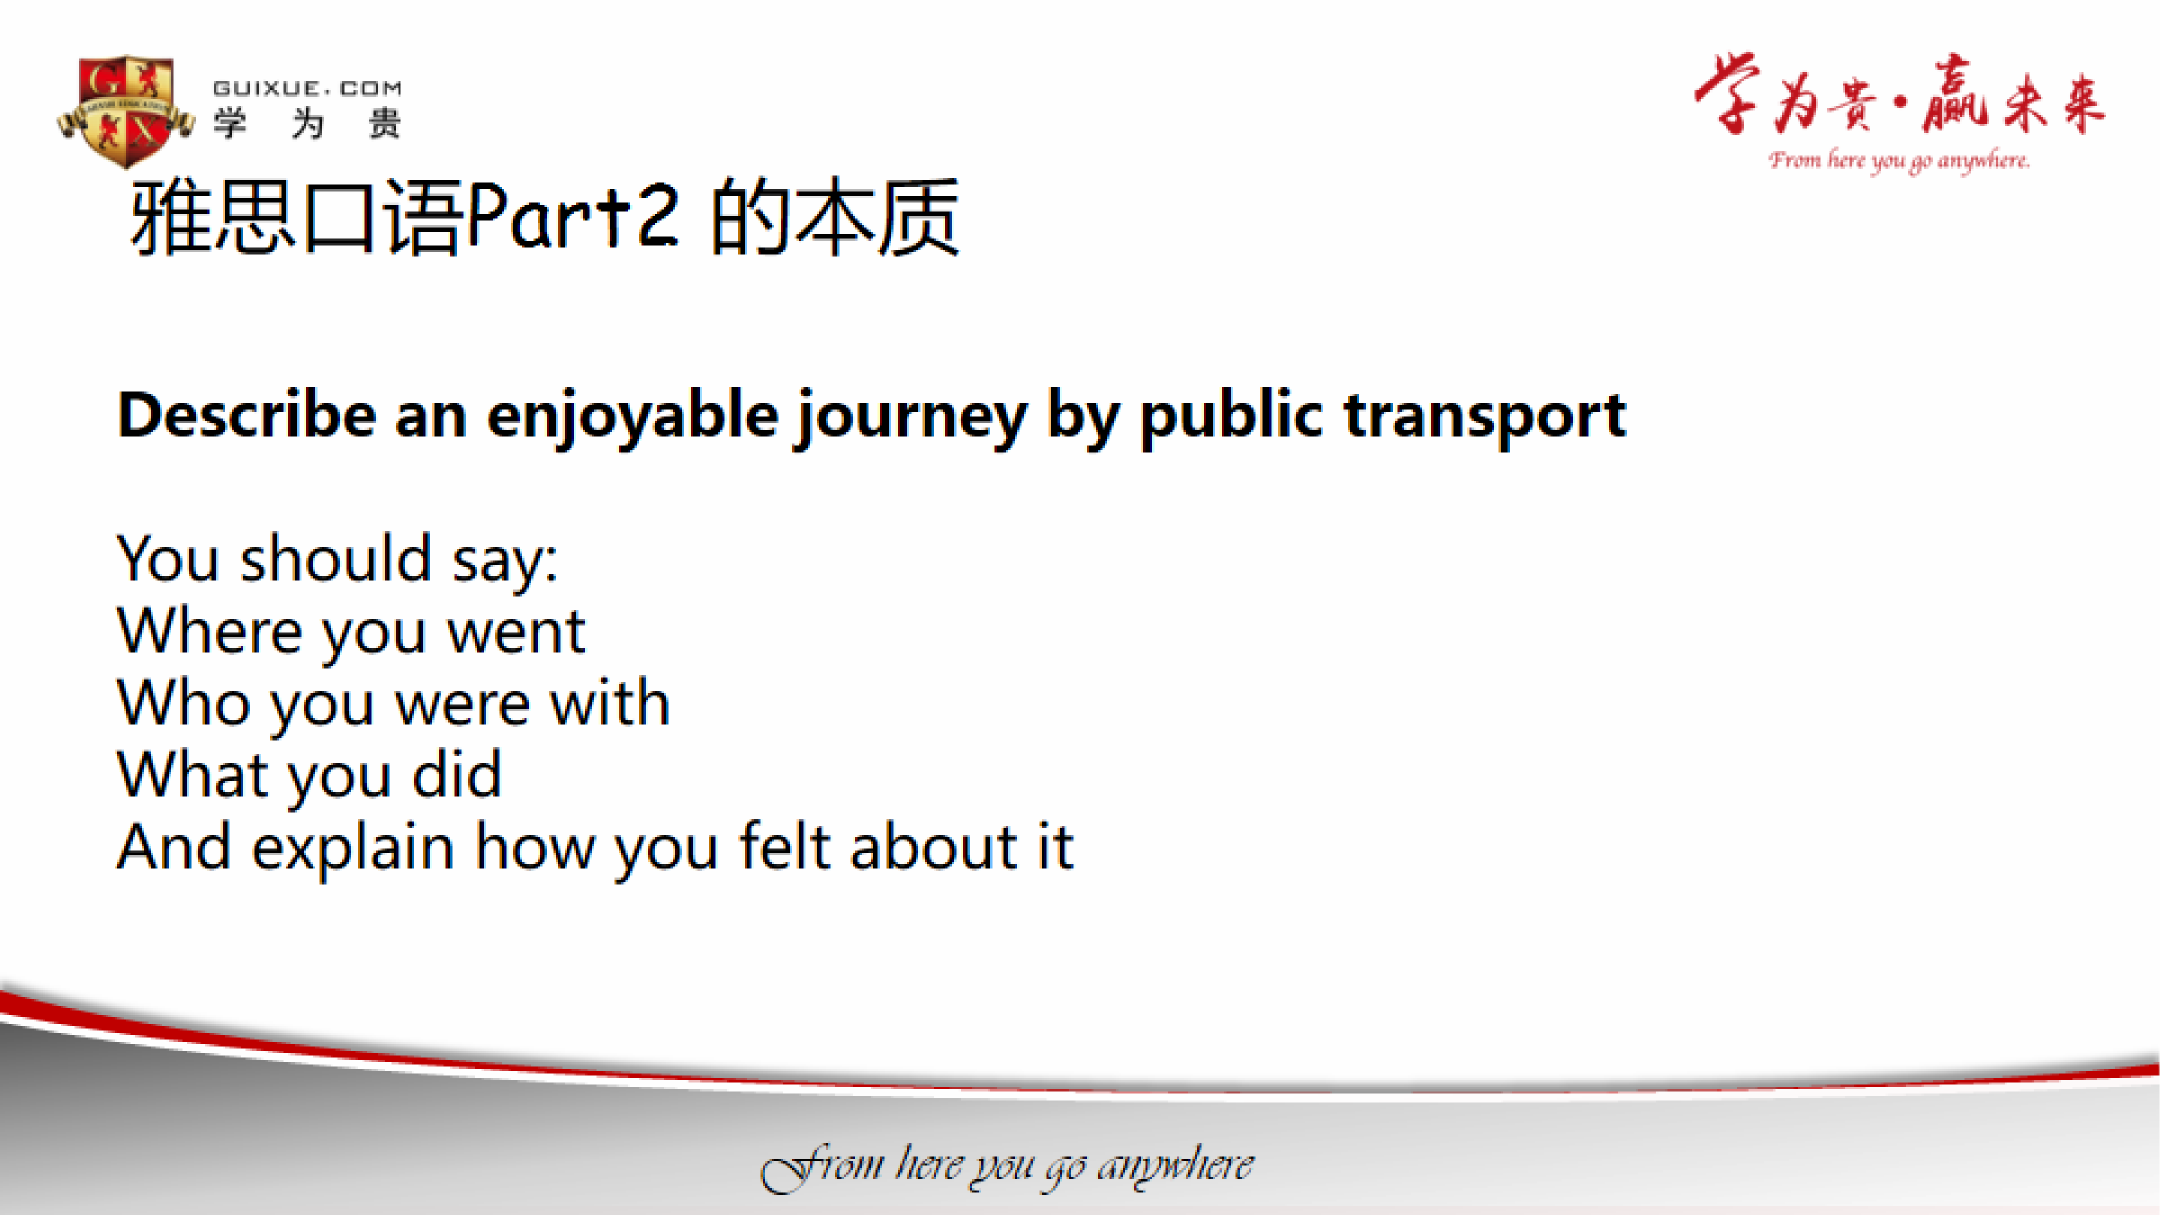 GUIXUE.COM
学为贵
学为贵·赢未来
From here you go anywhere.
雅思口语Part2 的本质
Describe an enjoyable journey by public transport
You should say:
Where you went
Who you were with
What you did
And explain how you felt about it
From here you go anywhere